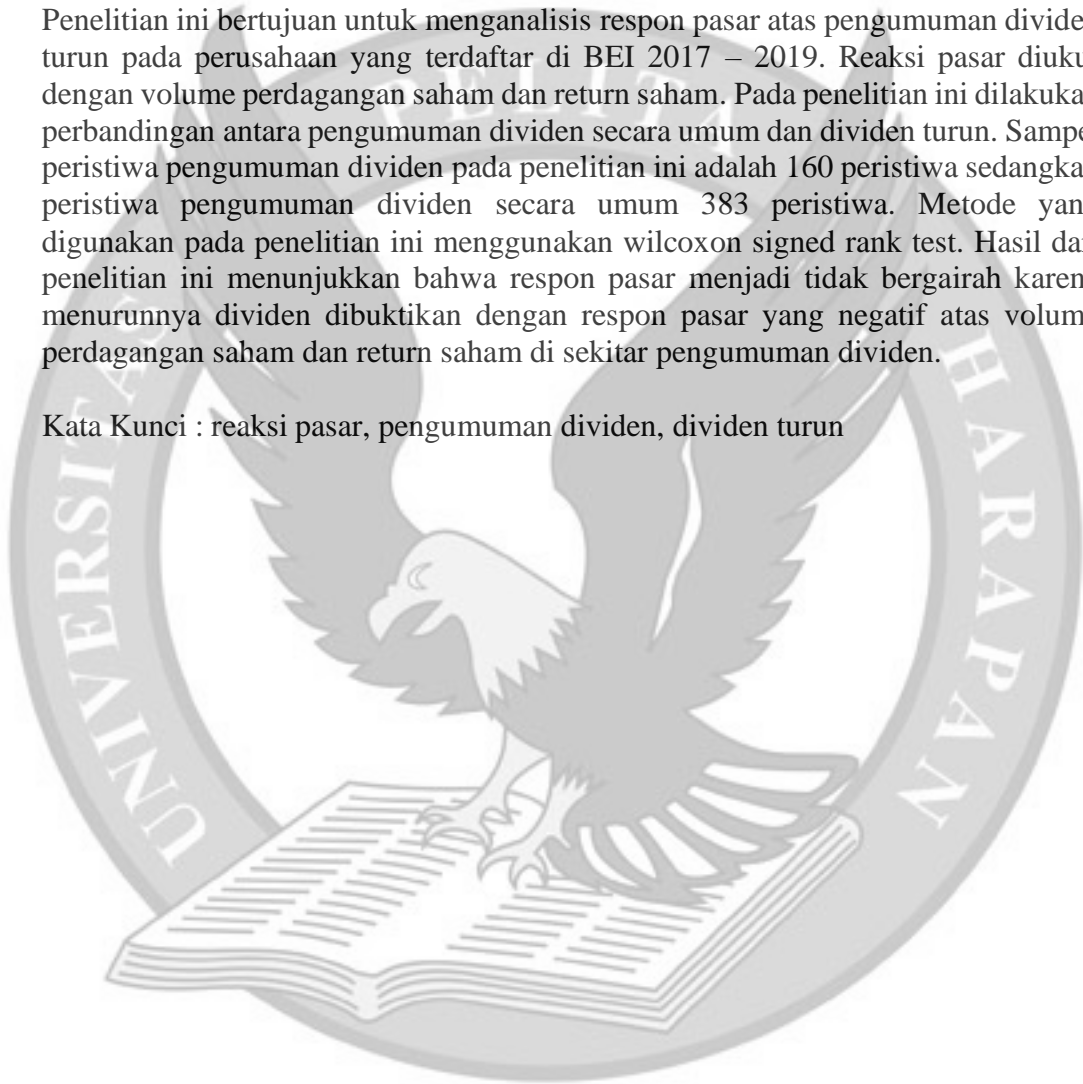 Penelitian ini bertujuan untuk menganalisis respon pasar atas pengumuman divide
turun pada perusahaan yang terdaftar di BEI 2017 – 2019. Reaksi pasar diuku
dengan volume perdagangan saham dan return saham. Pada penelitian ini dilakuka
perbandingan antara pengumuman dividen secara umum dan dividen turun. Sampe
peristiwa pengumuman dividen pada penelitian ini adalah 160 peristiwa sedangka
peristiwa pengumuman dividen secara umum 383 peristiwa. Metode yan
digunakan pada penelitian ini menggunakan wilcoxon signed rank test. Hasil dar
penelitian ini menunjukkan bahwa respon pasar menjadi tidak bergairah karen
menurunnya dividen dibuktikan dengan respon pasar yang negatif atas volum
perdagangan saham dan return saham di sekitar pengumuman dividen.
Kata Kunci : reaksi pasar, pengumuman dividen, dividen turun
UNIVERSITAS
PELITA
HARAPAN